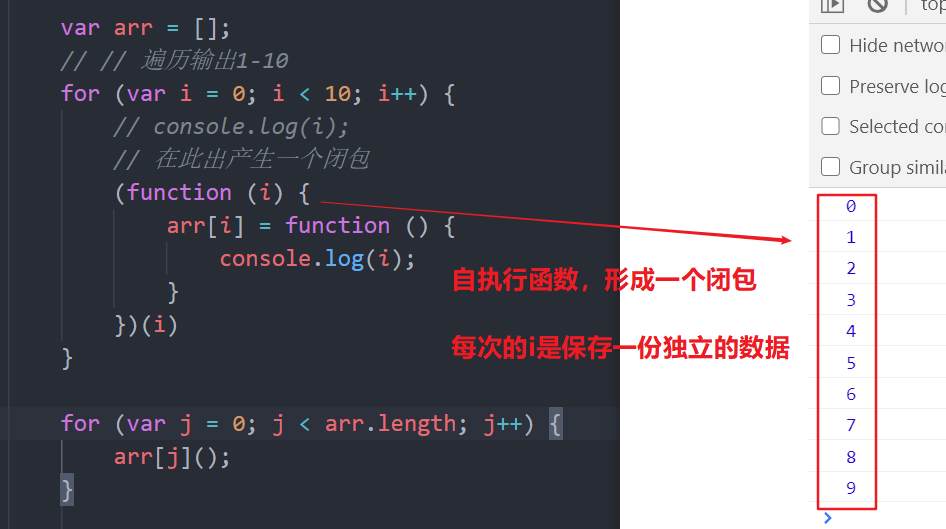 var arr = [];
// // 遍历输出1-10
for (var i = 0; i < 10; i++) {
// console.log(i);
// 在此出产生一个闭包
(function (i) {
arr[i] = function () {
console.log(i);
}
})(i)
}
for (var j = 0; j < arr.length; j++) {
arr[j]();
}
自执行函数，形成一个闭包
每次的i是保存一份独立的数据
top
Hide netwo
Preserve log
Selected co
Group simil
0
1
2
3
4
5
6
7
8
9
>